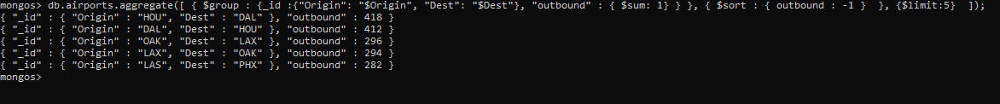 mongos> db.airports.aggregate([ { $group : {_id :{"Origin": "$Origin", "Dest": "$Dest"}, "outbound" : { $sum: 1} } }, { $sort : { outbound : -1 }  }, {$limit:5}  ]);
{ "_id" : { "Origin" : "HOU", "Dest" : "DAL" }, "outbound" : 418 }
{ "_id" : { "Origin" : "DAL", "Dest" : "HOU" }, "outbound" : 412 }
{ "_id" : { "Origin" : "OAK", "Dest" : "LAX" }, "outbound" : 296 }
{ "_id" : { "Origin" : "LAX", "Dest" : "OAK" }, "outbound" : 294 }
{ "_id" : { "Origin" : "LAS", "Dest" : "PHX" }, "outbound" : 282 }
mongos>